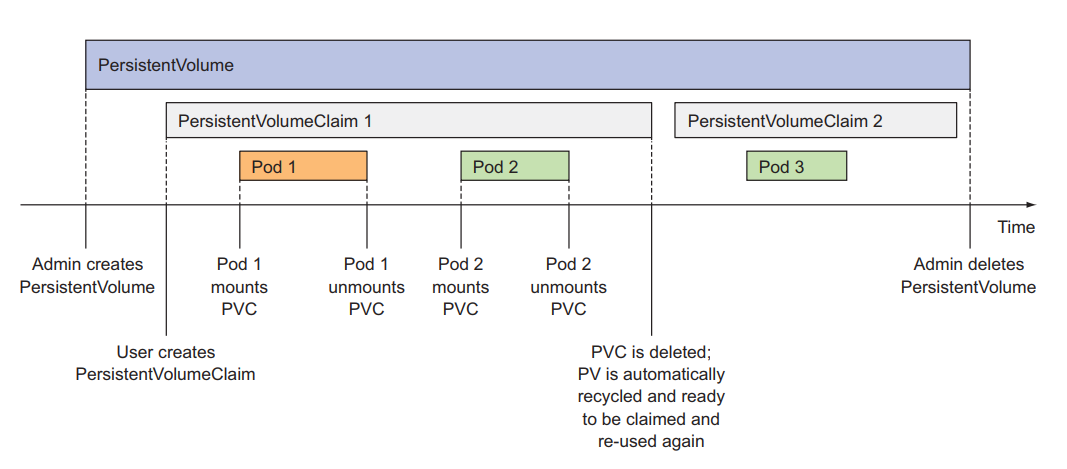 PersistentVolume
PersistentVolumeClaim 1
PersistentVolumeClaim 2
Pod 1
Pod 2
Pod 3
Time
Admin creates
PersistentVolume
Pod 1
mounts
PVC
Pod 1
unmounts
PVC
Pod 2
mounts
PVC
Pod 2
unmounts
PVC
Admin deletes
PersistentVolume
User creates
PersistentVolumeClaim
PVC is deleted;
PV is automatically
recycled and ready
to be claimed and
re-used again